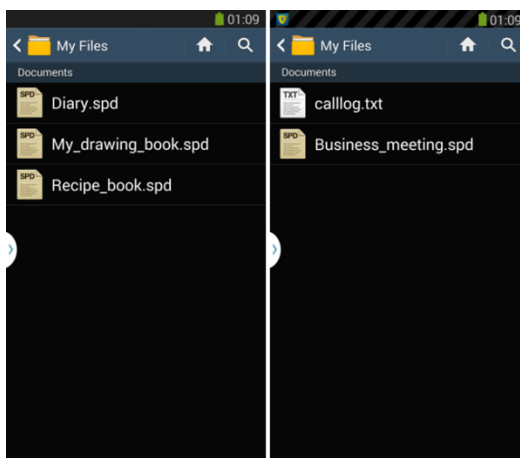 01:09
My Files
Documents
SPD
Diary.spd
SPD
My_drawing_book.spd
SPD
Recipe_book.spd
01:09
My Files
Documents
TXT
calllog.txt
SPD
Business_meeting.spd